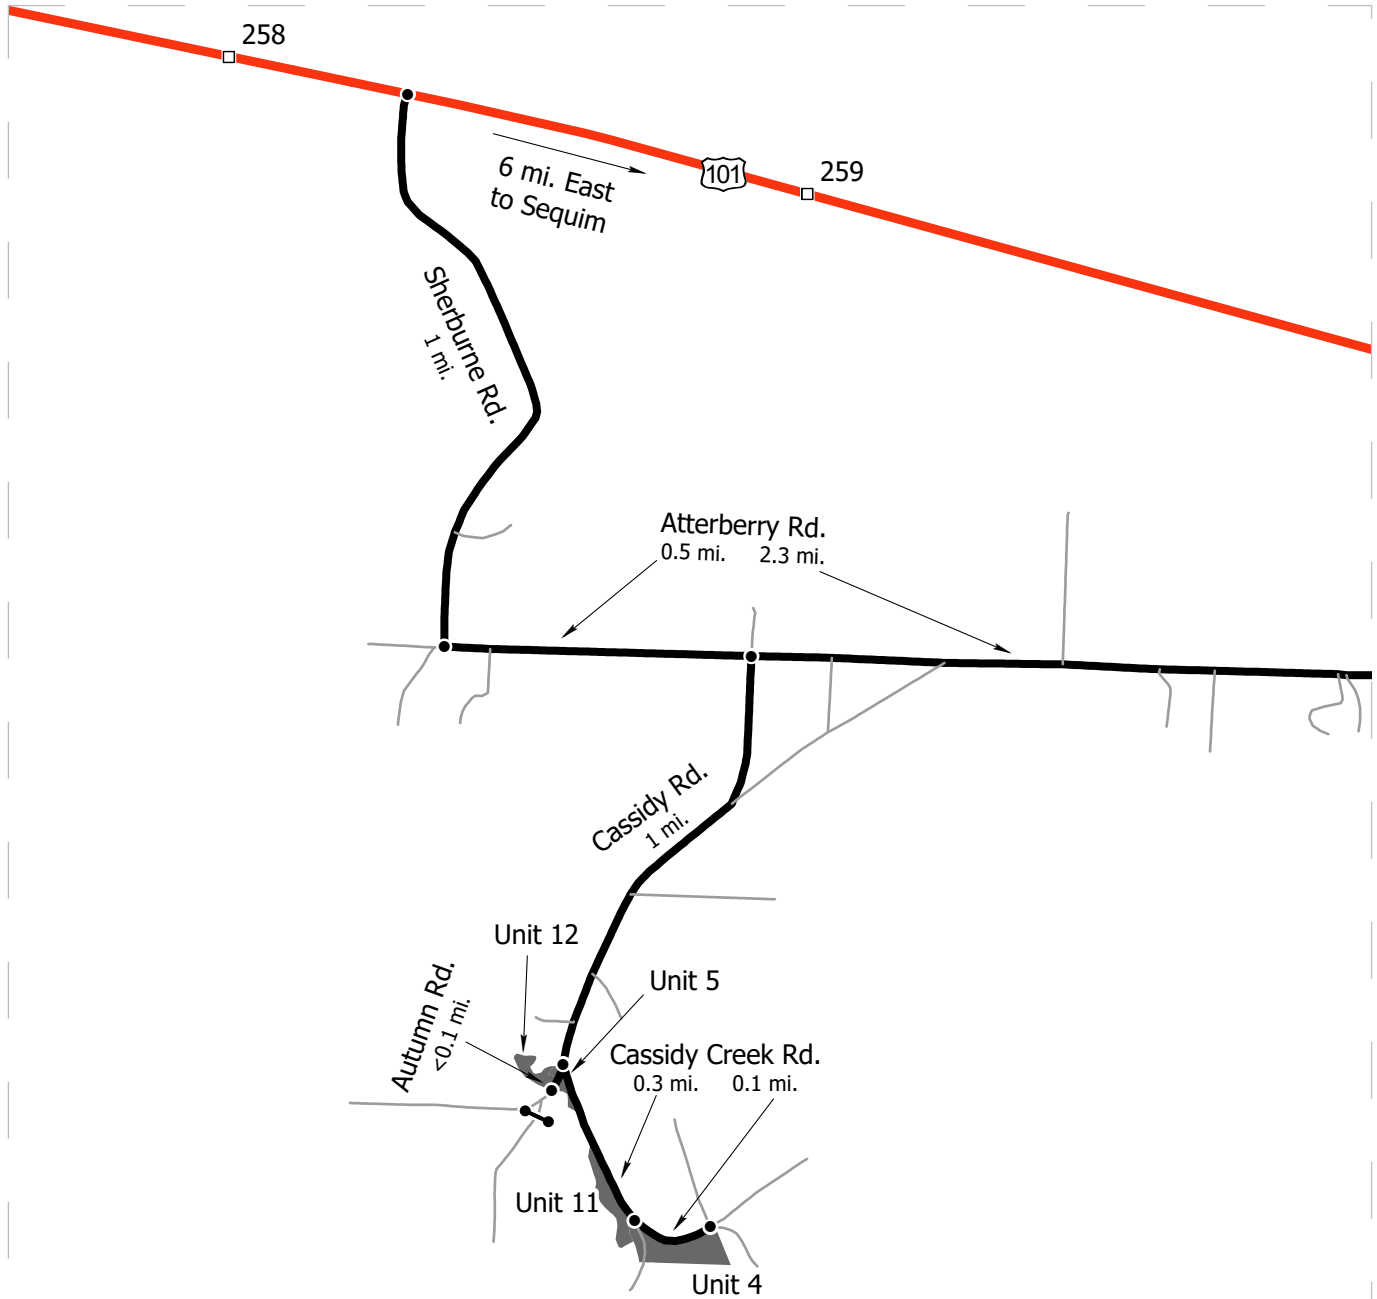 258
259
101
6 mi. East
to Sequim
Sherburne Rd.
1 mi.
Atterberry Rd.
0.5 mi. 2.3 mi.
Cassidy Rd.
1 mi.
Unit 12
Unit 5
Autumn Rd.
<0.1 mi.
Cassidy Creek Rd.
0.3 mi. 0.1 mi.
Unit 11
Unit 4